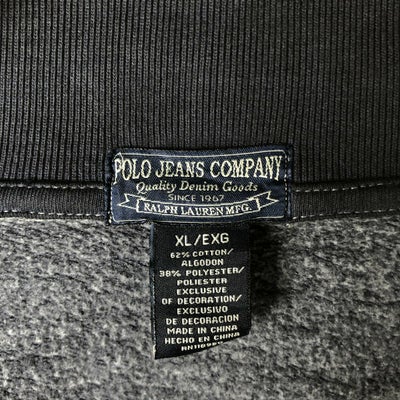 POLO JEANS COMPANY
Quality Denim Goods
SINCE 1967
RALPH LAUREN MFG.
XL/EXG
62% COTTON/
ALGODON
38% POLYESTER/
POLIESTER
EXCLUSIVE
OF DECORATION/
EXCLUSIVO
DE DECORACION
MADE IN CHINA
HECHO EN CHINA